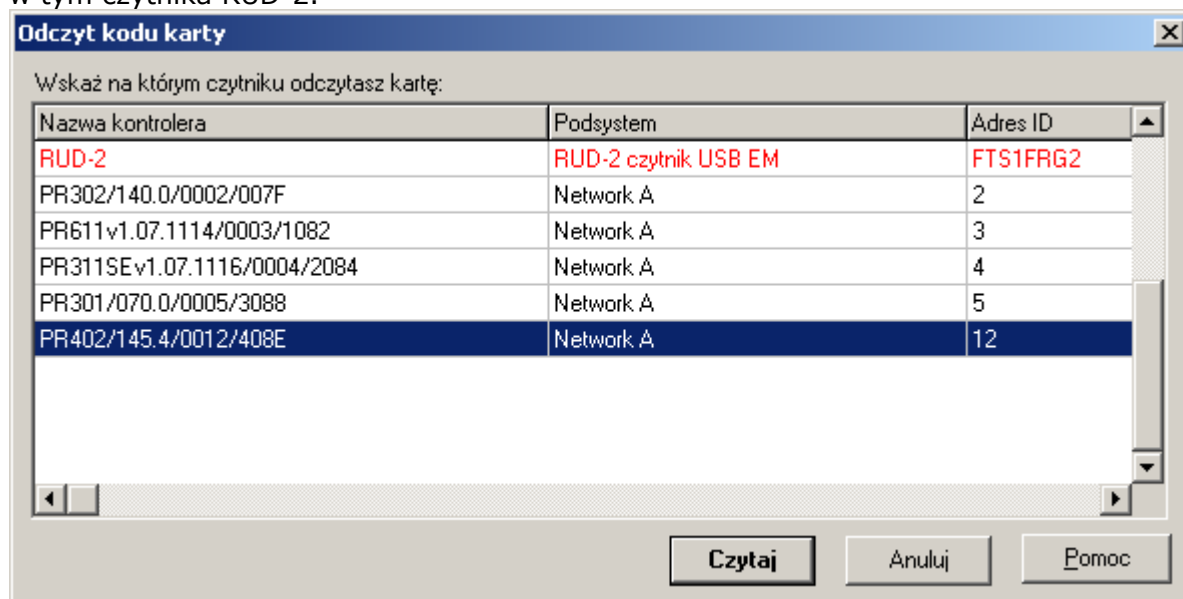 w tym czytnika RUD-2.
Odczyt kodu karty
Wskaż na którym czytniku odczytasz kartę:
Nazwa kontrolera Podsystem Adres ID
RUD-2 RUD-2 czytnik USB EM FTS1FRG2
PR302/140.0/0002/007F Network A 2
PR611v1.07.1114/0003/1082 Network A 3
PR311SEv1.07.1116/0004/2084 Network A 4
PR301/070.0/0005/3088 Network A 5
PR402/145.4/0012/408E Network A 12
Czytaj Anuluj Pomoc